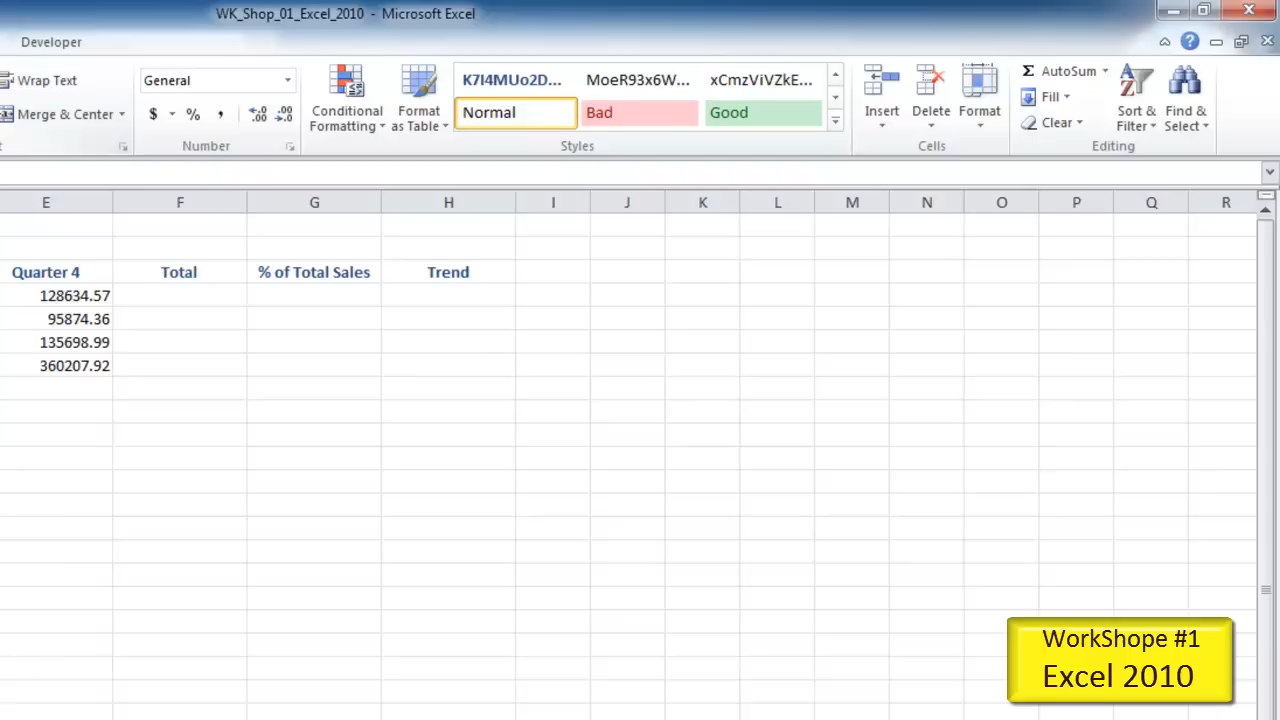 WK_Shop_01_Excel_2010 - Microsoft Excel
Developer
Wrap Text
Merge & Center
General
$ % ,
.00 .00
Number
Conditional
Formatting
Format
as Table
K7I4MUo2D... MoeR93x6W... xCmzViVZkE...
Normal Bad Good
Styles
Insert Delete Format
Cells
Σ AutoSum
Fill
Clear
Sort &
Filter
Find &
Select
Editing
E F G H I J K L M N O P Q R
Quarter 4 Total % of Total Sales Trend
128634.57
95874.36
135698.99
360207.92
WorkShope #1
Excel 2010